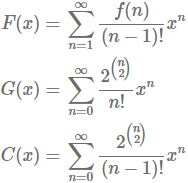 F(x) = \sum_{n=1}^{\infty} \frac{f(n)}{(n-1)!} x^n
G(x) = \sum_{n=0}^{\infty} \frac{2^{\binom{n}{2}}}{n!} x^n
C(x) = \sum_{n=0}^{\infty} \frac{2^{\binom{n}{2}}}{(n-1)!} x^n